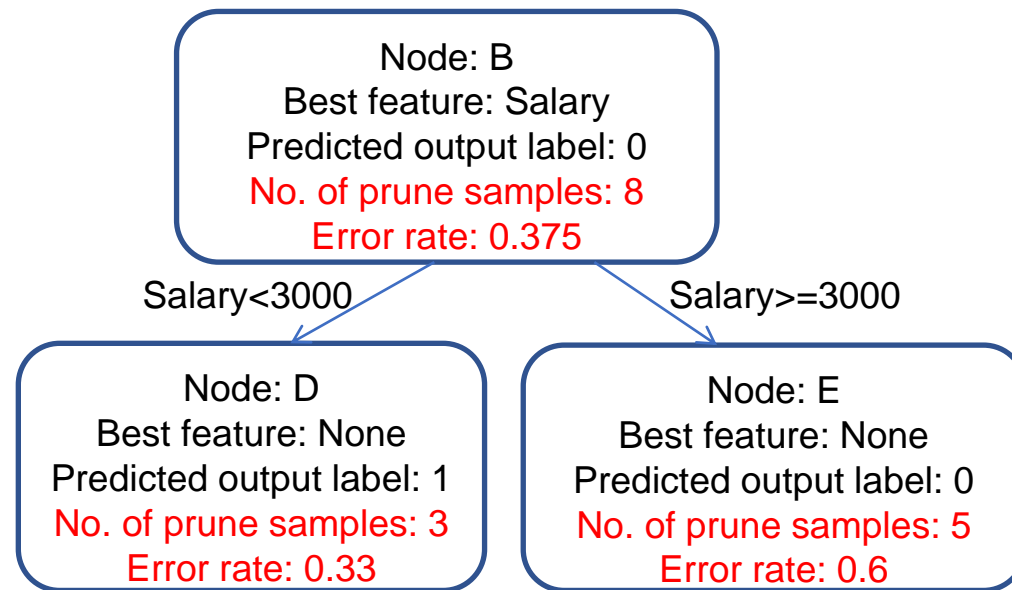 Node: B
Best feature: Salary
Predicted output label: 0
No. of prune samples: 8
Error rate: 0.375
Salary<3000
Salary>=3000
Node: D
Best feature: None
Predicted output label: 1
No. of prune samples: 3
Error rate: 0.33
Node: E
Best feature: None
Predicted output label: 0
No. of prune samples: 5
Error rate: 0.6